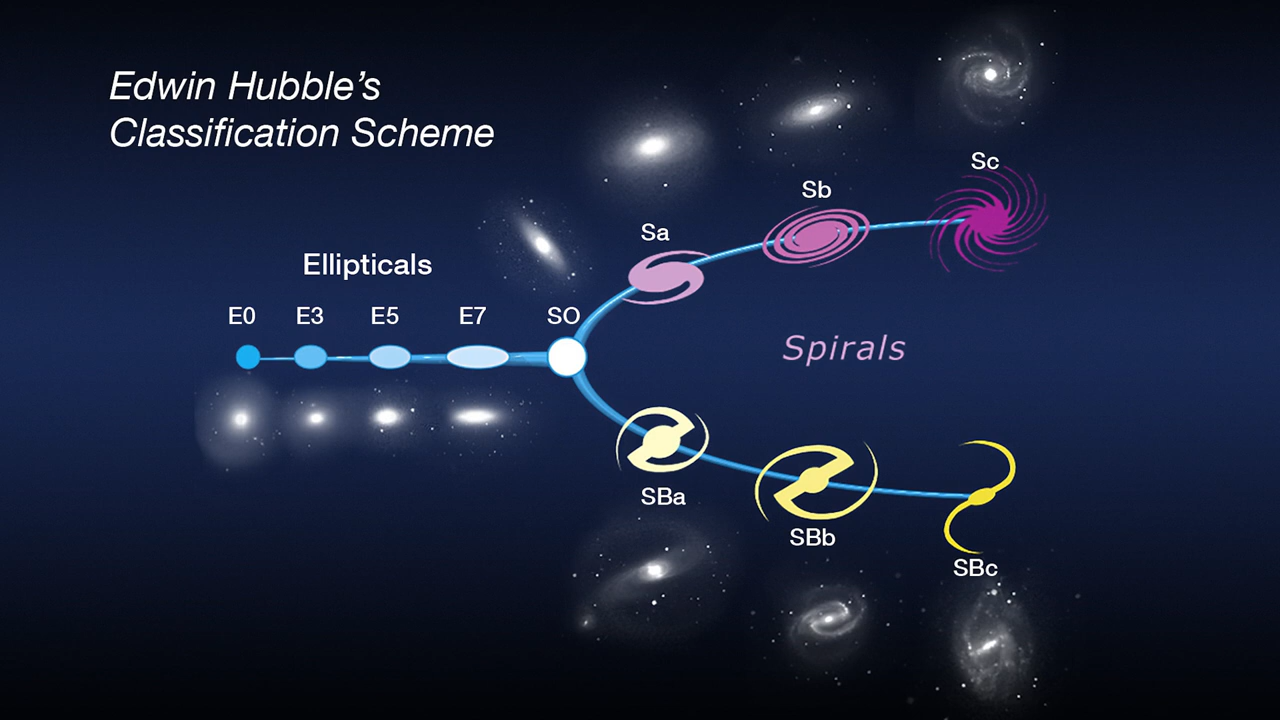 Edwin Hubble's
Classification Scheme
Ellipticals
E0
E3
E5
E7
SO
Sa
Sb
Sc
Spirals
SBa
SBb
SBc